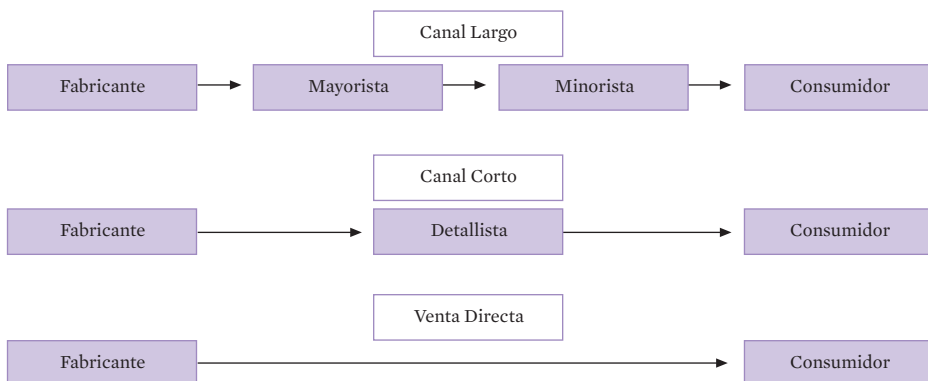 Canal Largo
Fabricante
Mayorista
Minorista
Consumidor
Canal Corto
Fabricante
Detallista
Consumidor
Venta Directa
Fabricante
Consumidor